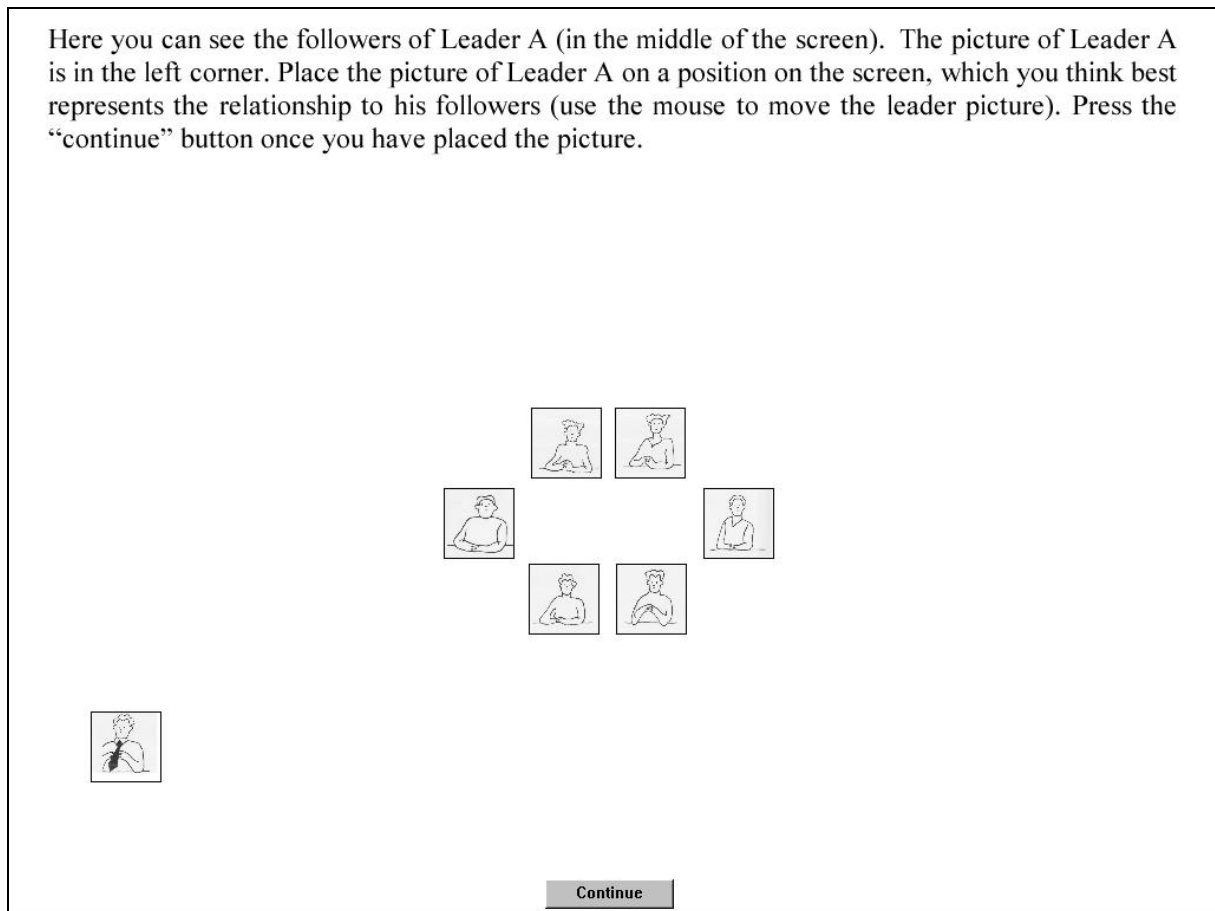 Here you can see the followers of Leader A (in the middle of the screen). The picture of Leader A
is in the left corner. Place the picture of Leader A on a position on the screen, which you think best
represents the relationship to his followers (use the mouse to move the leader picture). Press the
“continue” button once you have placed the picture.
Continue